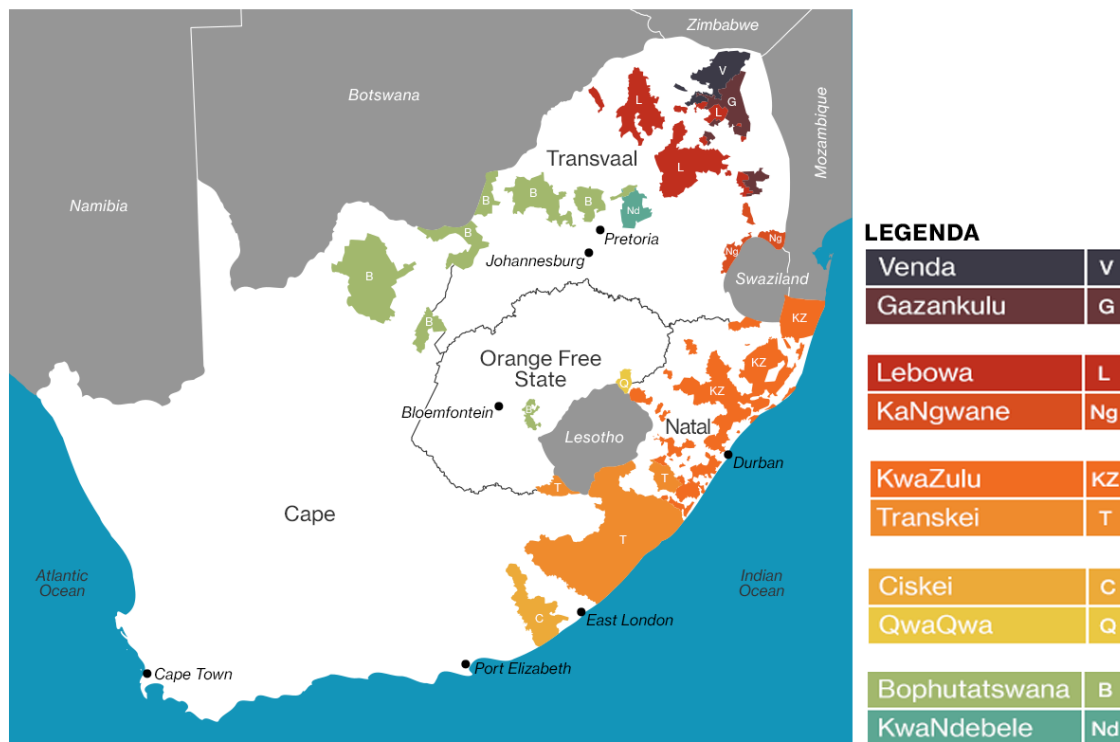 Zimbabwe
V
Botswana
L
G
L
Mozambique
Transvaal
L
B
B
B
Namibia
Nd
B
Pretoria
Ng
Johannesburg
Ng
B
Swaziland
KZ
B
Orange Free
State
KZ
Q
KZ
Bloemfontein
B
Natal
Lesotho
Durban
T
T
Cape
T
Atlantic
Ocean
Indian
Ocean
C
East London
Port Elizabeth
Cape Town
LEGENDA
Venda V
Gazankulu G
Lebowa L
KaNgwane Ng
KwaZulu KZ
Transkei T
Ciskei C
QwaQwa Q
Bophutatswana B
KwaNdebele Nd